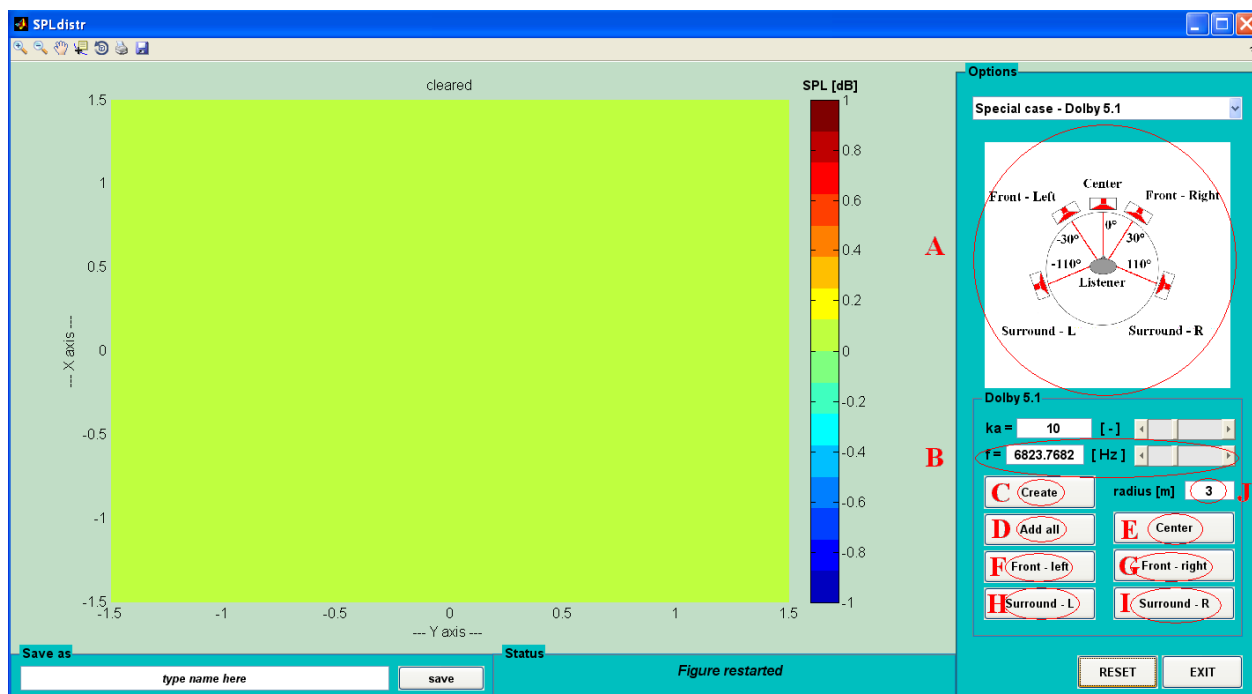 SPLdistr
cleared
SPL [dB]
1.5
1
0.5
0
-0.5
-1
-1.5
--- X axis ---
-1.5
-1
-0.5
0
0.5
1
1.5
--- Y axis ---
1
0.8
0.6
0.4
0.2
0
-0.2
-0.4
-0.6
-0.8
-1
Options
Special case - Dolby 5.1
A
Center
Front - Left
Front - Right
0°
-30°
30°
-110°
110°
Listener
Surround - L
Surround - R
Dolby 5.1
ka = 10 [ - ]
B
f = 6823.7682 [ Hz ]
C Create
radius [m] 3 J
D Add all
E Center
F Front - left
G Front - right
H Surround - L
I Surround - R
Save as
type name here
save
Status
Figure restarted
RESET
EXIT